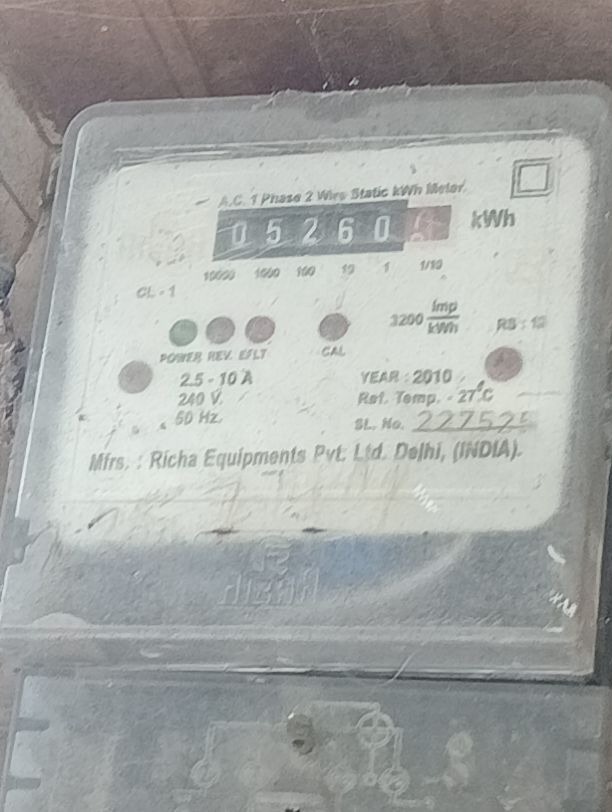 A.C. 1 Phase 2 Wire Static kWh Meter.
0 5 2 6 0 kWh
10000 1000 100 10 1 1/10
CL - 1
3200 Imp/kWh RS : 12
POWER REV. E/LT CAL
2.5 - 10 A YEAR : 2010
240 V. Ref. Temp. - 27°C
50 Hz. SL. No. 227525
Mfrs. : Richa Equipments Pvt. Ltd. Delhi, (INDIA).